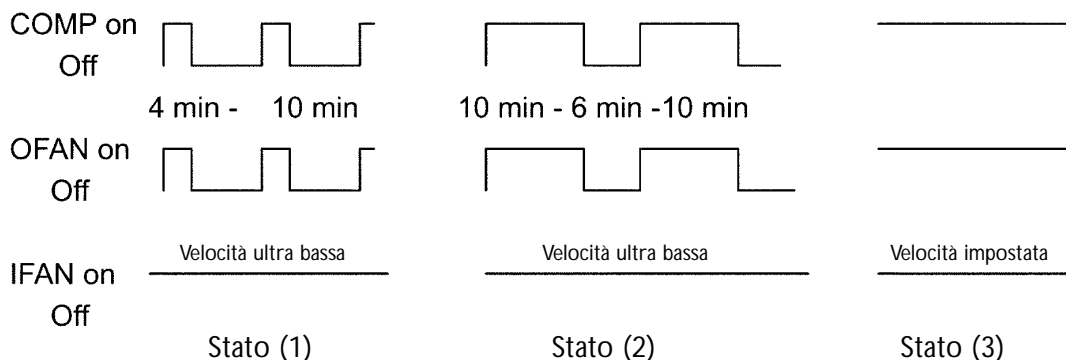 COMP on
Off
4 min - 10 min 10 min - 6 min -10 min
OFAN on
Off
Velocità ultra bassa Velocità ultra bassa Velocità impostata
IFAN on
Off
Stato (1) Stato (2) Stato (3)